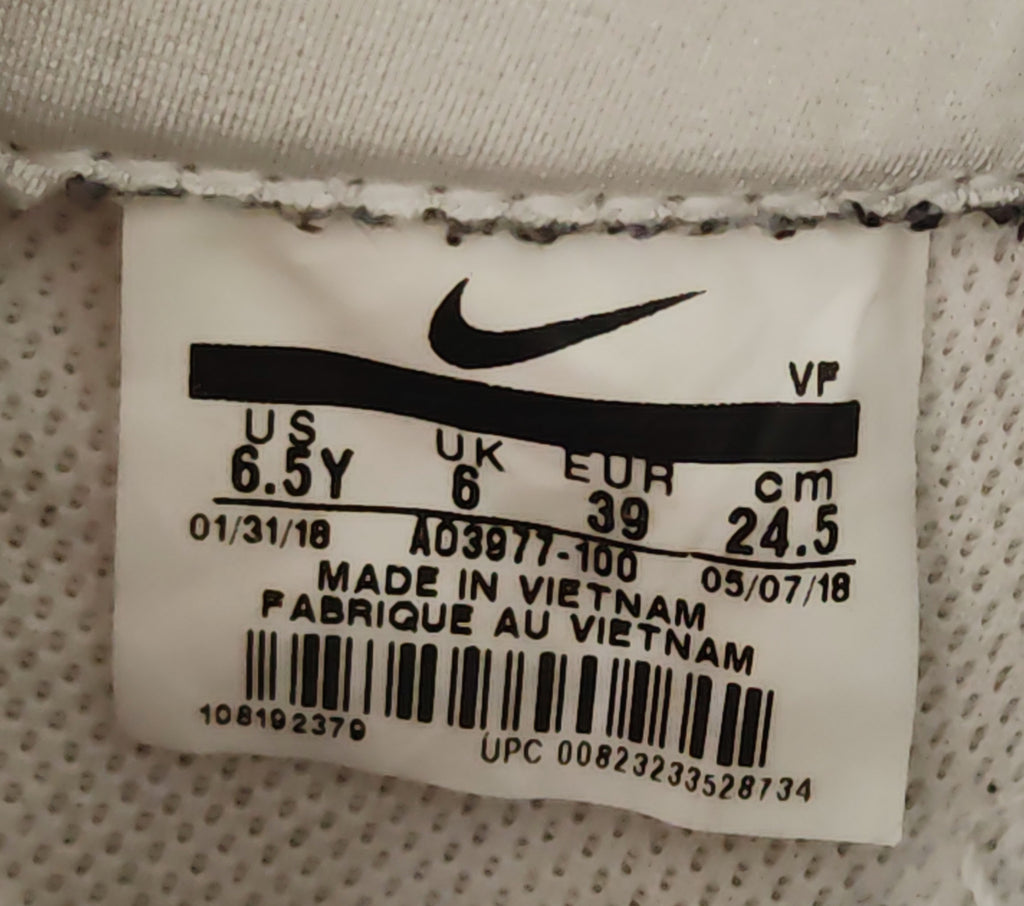 VF
US UK EUR cm
6.5Y 6 39 24.5
01/31/18 AO3977-100 05/07/18
MADE IN VIETNAM
FABRIQUE AU VIETNAM
108192379
UPC 00823233528734